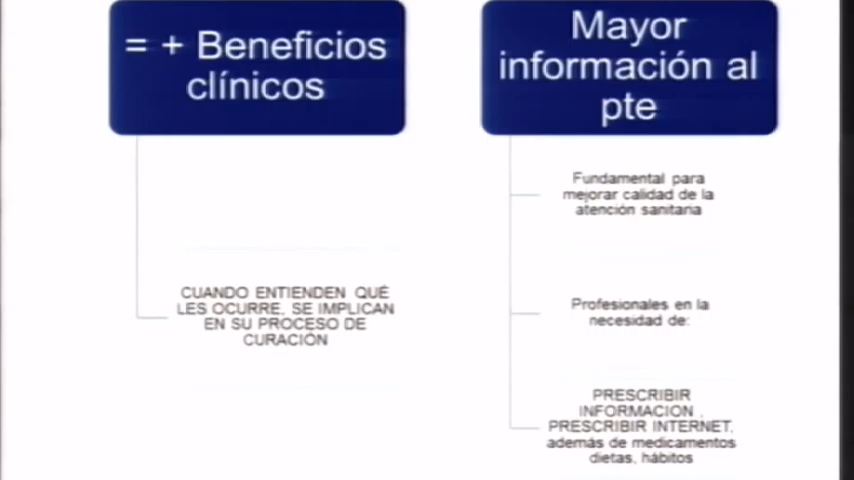 = + Beneficios
clínicos
CUANDO ENTIENDEN QUÉ
LES OCURRE, SE IMPLICAN
EN SU PROCESO DE
CURACIÓN
Mayor
información al
pte
Fundamental para
mejorar calidad de la
atención sanitaria
Profesionales en la
necesidad de:
PRESCRIBIR
INFORMACION ,
PRESCRIBIR INTERNET,
además de medicamentos
dietas, hábitos